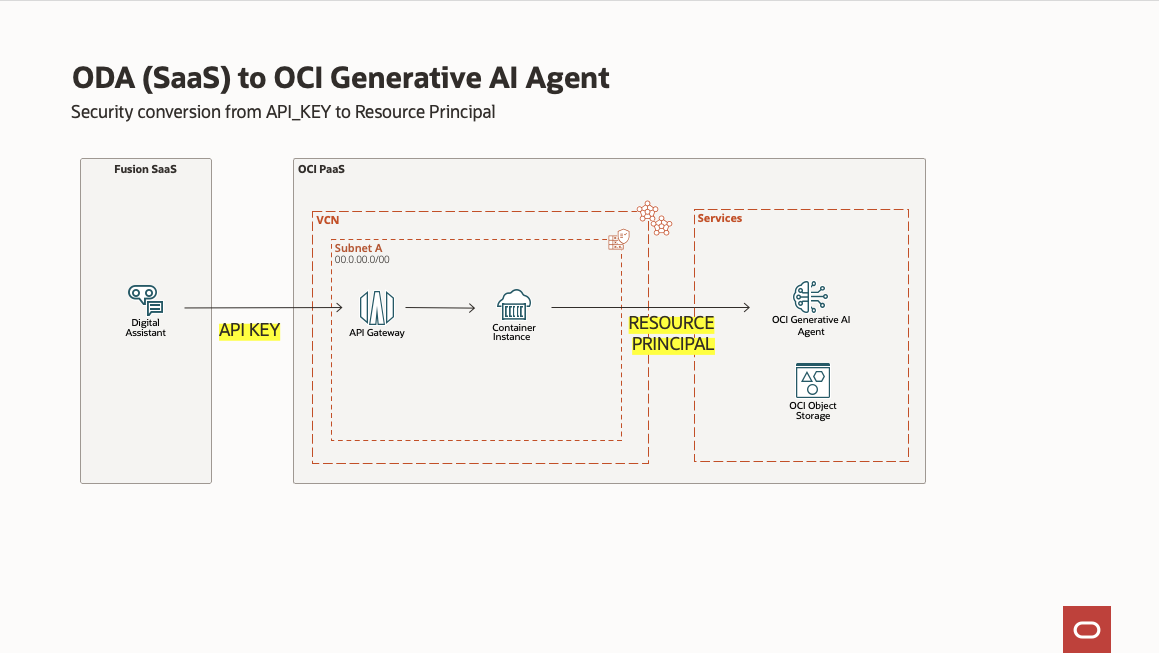 ODA (SaaS) to OCI Generative AI Agent
Security conversion from API_KEY to Resource Principal
Fusion SaaS
OCI PaaS
VCN
Services
Subnet A
00.0.00.0/00
Digital
Assistant
API KEY
API Gateway
Container
Instance
RESOURCE
PRINCIPAL
OCI Generative AI
Agent
OCI Object
Storage